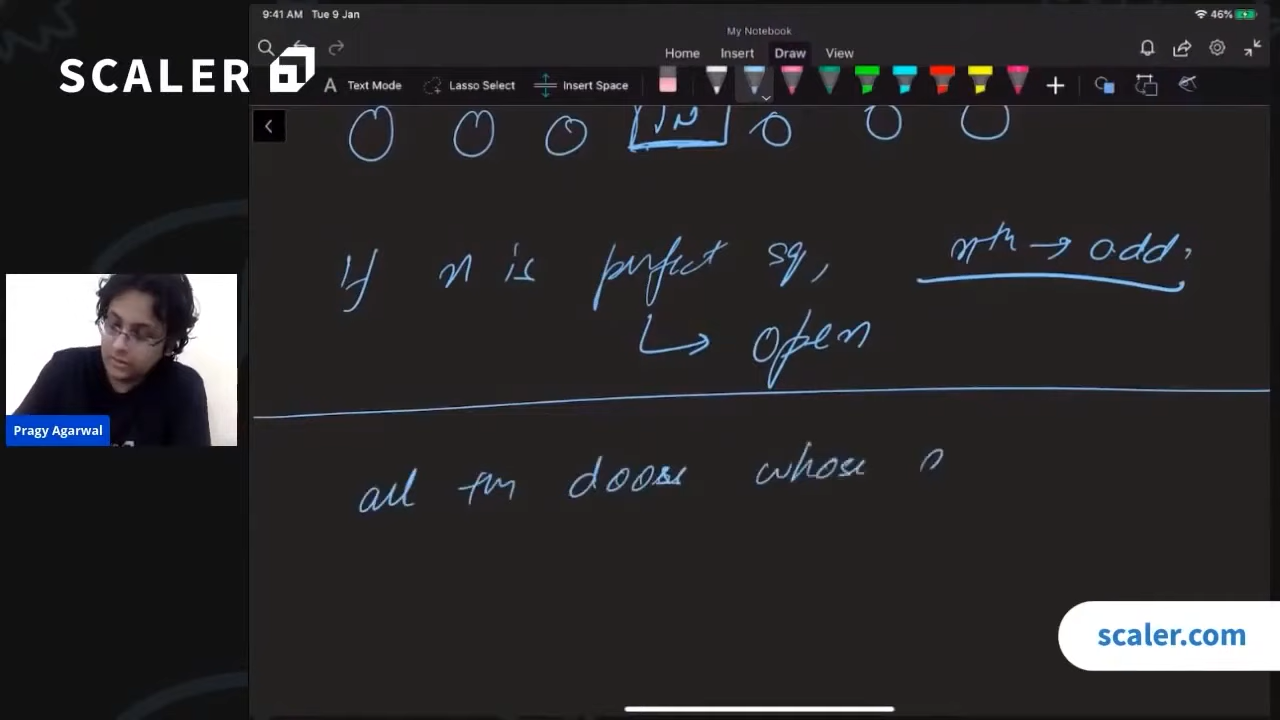 9:41 AM Tue 9 Jan
46%
My Notebook
SCALER
Home Insert Draw View
A Text Mode Lasso Select Insert Space
√N
If n is perfect sq, nth → odd,
↳ open
Pragy Agarwal
all the doors whose
scaler.com